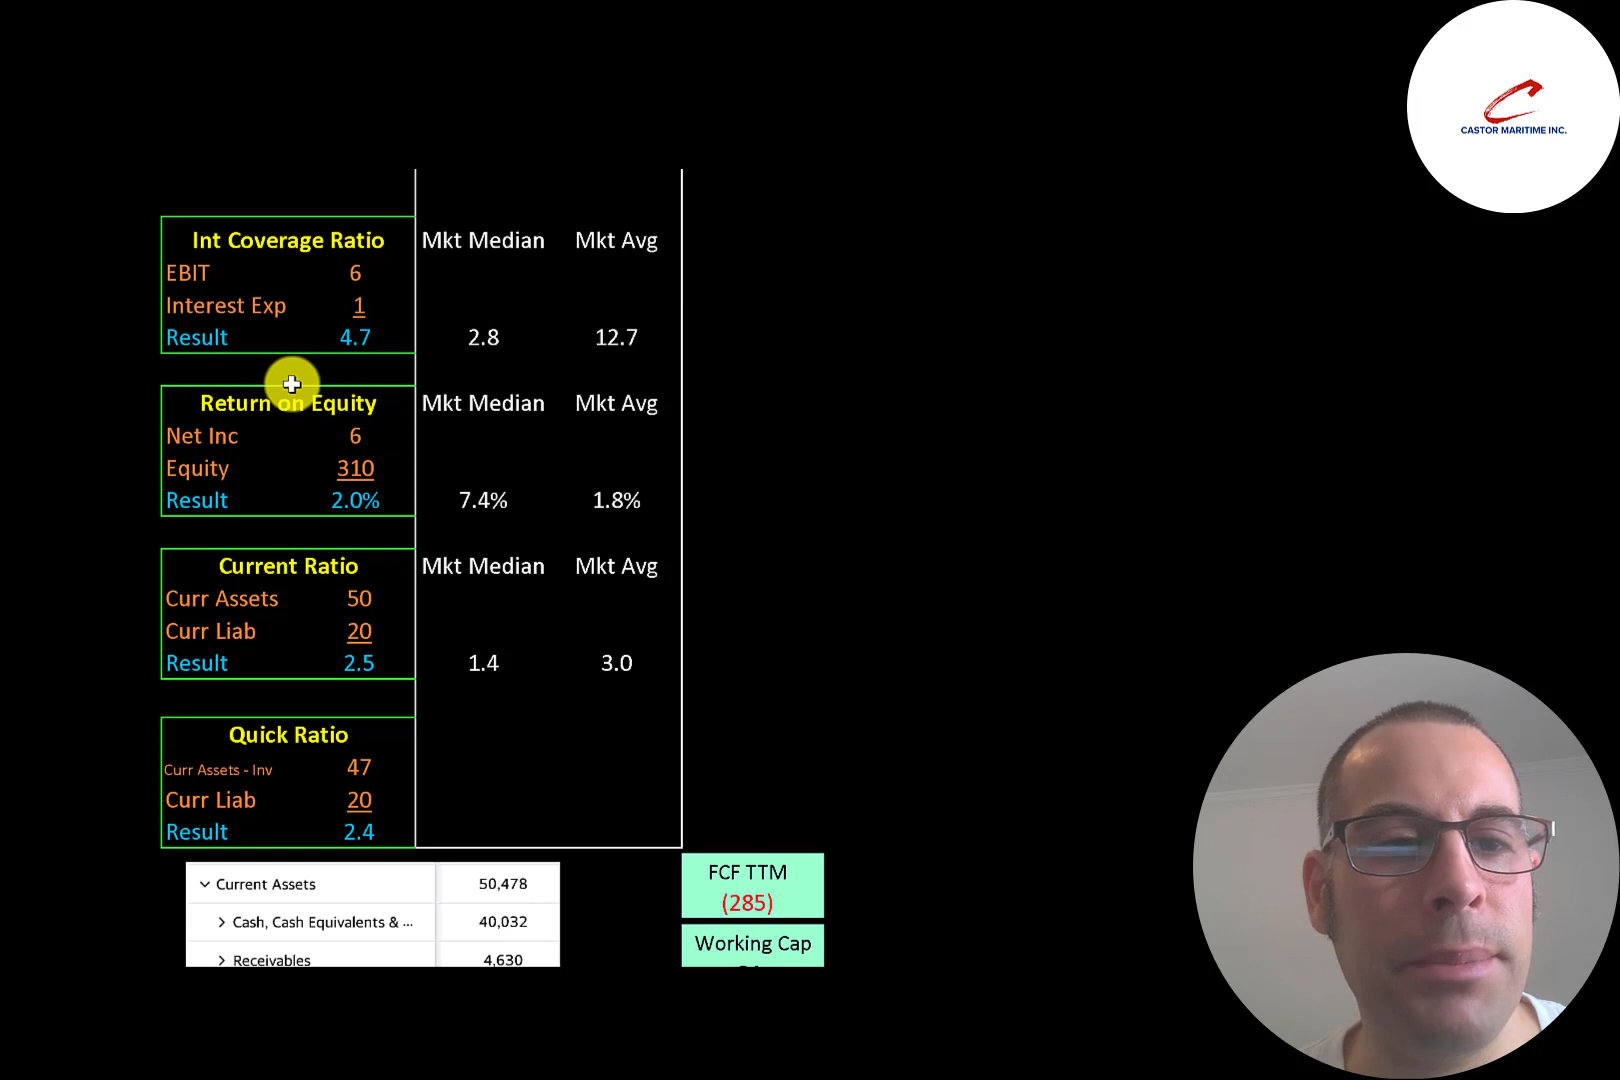 CASTOR MARITIME INC.
Int Coverage Ratio Mkt Median Mkt Avg
EBIT 6
Interest Exp 1
Result 4.7 2.8 12.7
Return on Equity Mkt Median Mkt Avg
Net Inc 6
Equity 310
Result 2.0% 7.4% 1.8%
Current Ratio Mkt Median Mkt Avg
Curr Assets 50
Curr Liab 20
Result 2.5 1.4 3.0
Quick Ratio
Curr Assets - Inv 47
Curr Liab 20
Result 2.4
Current Assets 50,478
Cash, Cash Equivalents & ... 40,032
Receivables 4,630
FCF TTM
(285)
Working Cap